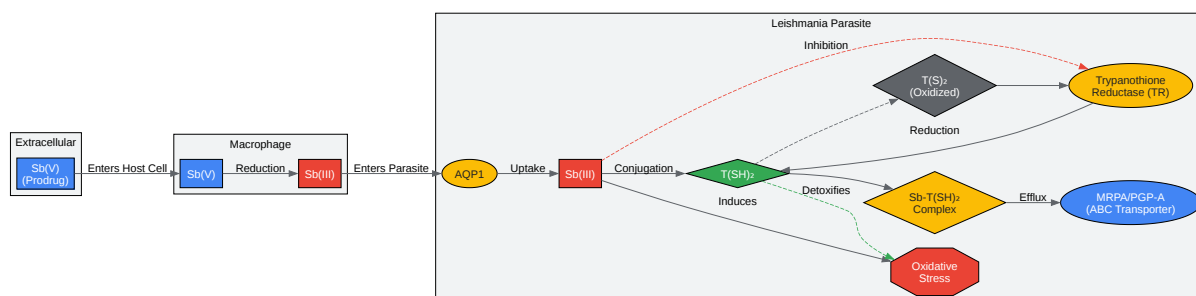 Leishmania Parasite
Inhibition
T(S)₂
(Oxidized)
Trypanothione
Reductase (TR)
Reduction
Extracellular
Sb(V)
(Prodrug)
Enters Host Cell
Macrophage
Sb(V)
Reduction
Sb(III)
Enters Parasite
AQP1
Uptake
Sb(III)
Conjugation
T(SH)₂
Detoxifies
Induces
Sb-T(SH)₂
Complex
Efflux
MRPA/PGP-A
(ABC Transporter)
Oxidative
Stress